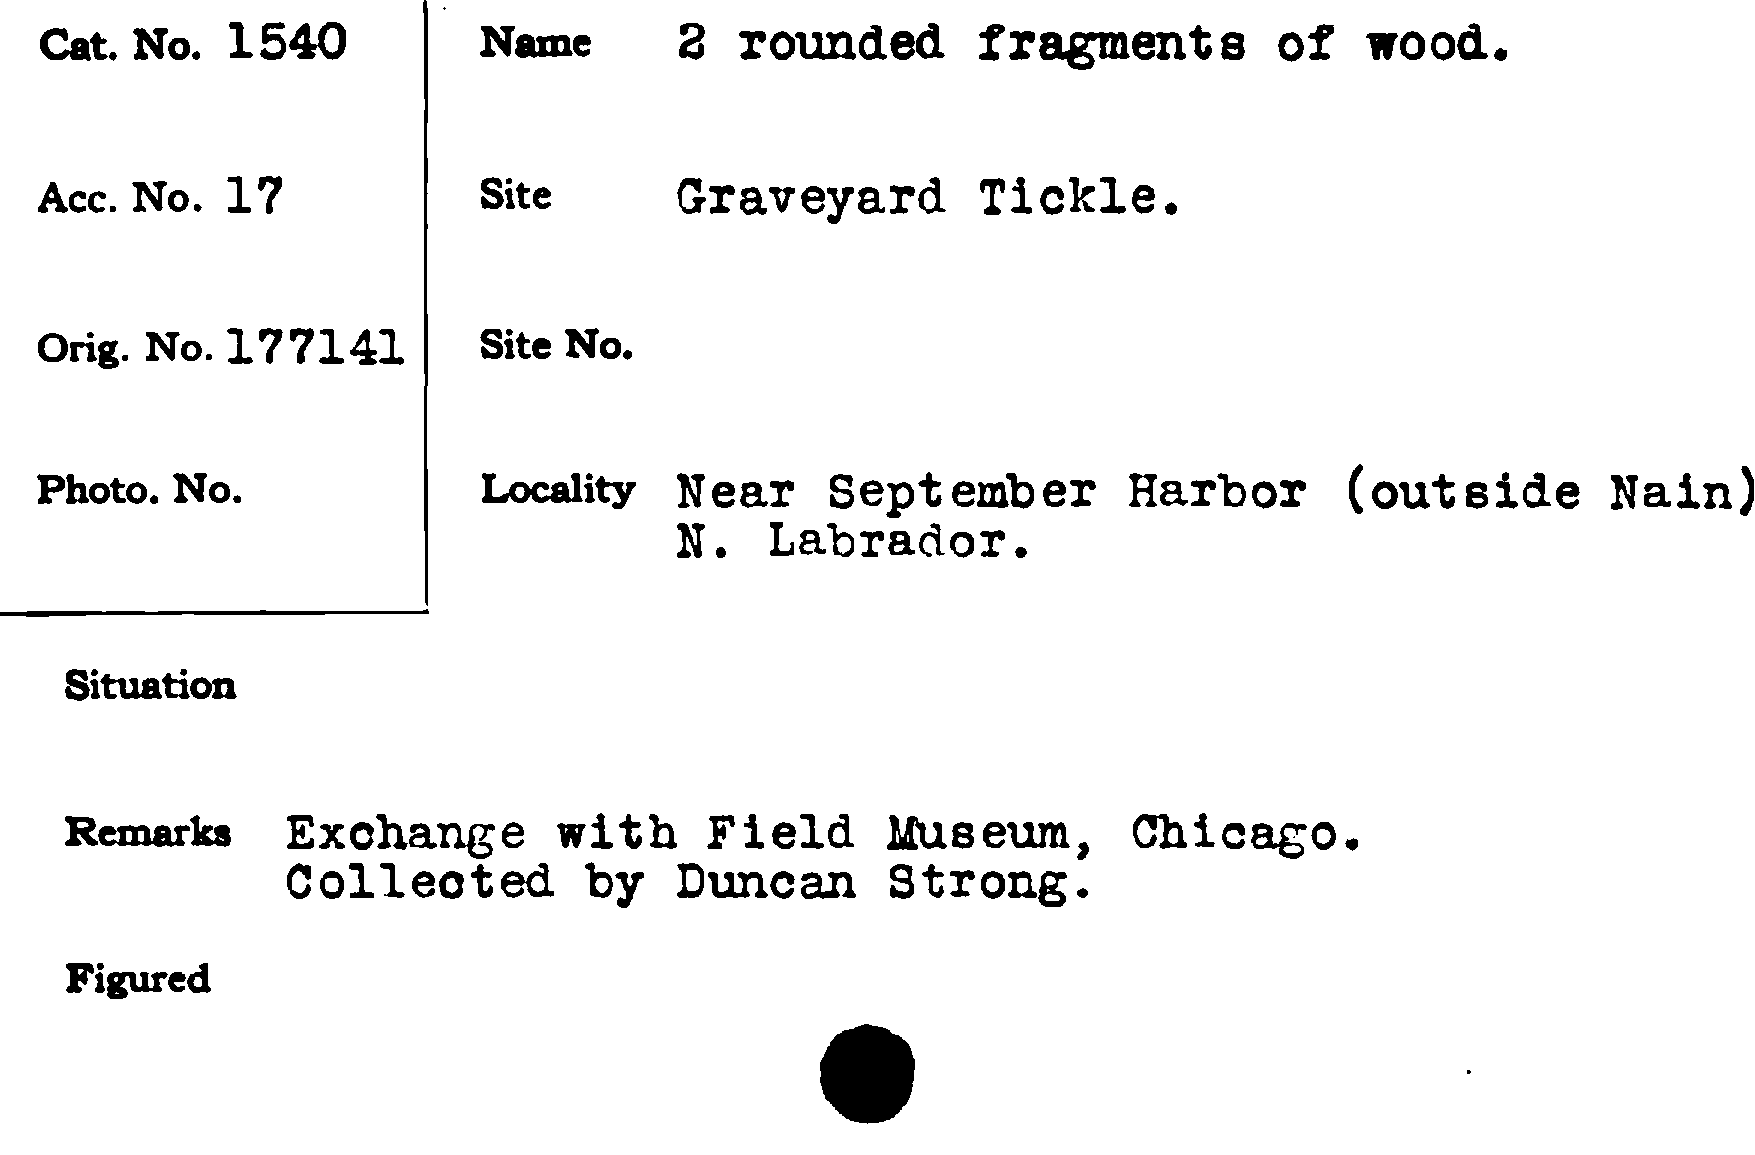 Cat. No. 1540
Name 2 rounded fragments of wood.
Acc. No. 17
Site Graveyard Tickle.
Orig. No. 177141
Site No.
Photo. No.
Locality Near September Harbor (outside Nain)
N. Labrador.
Situation
Remarks Exchange with Field Museum, Chicago.
Collected by Duncan Strong.
Figured